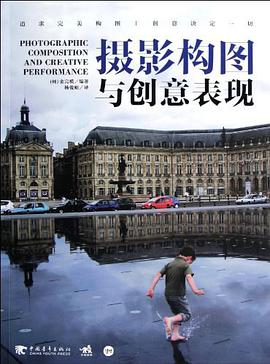 追求完美构图|创意决定一切
PHOTOGRAPHIC
COMPOSITION
AND CREATIVE
PERFORMANCE
摄影构图
与创意表现
中国青年出版社
CHINA YOUTH PRESS